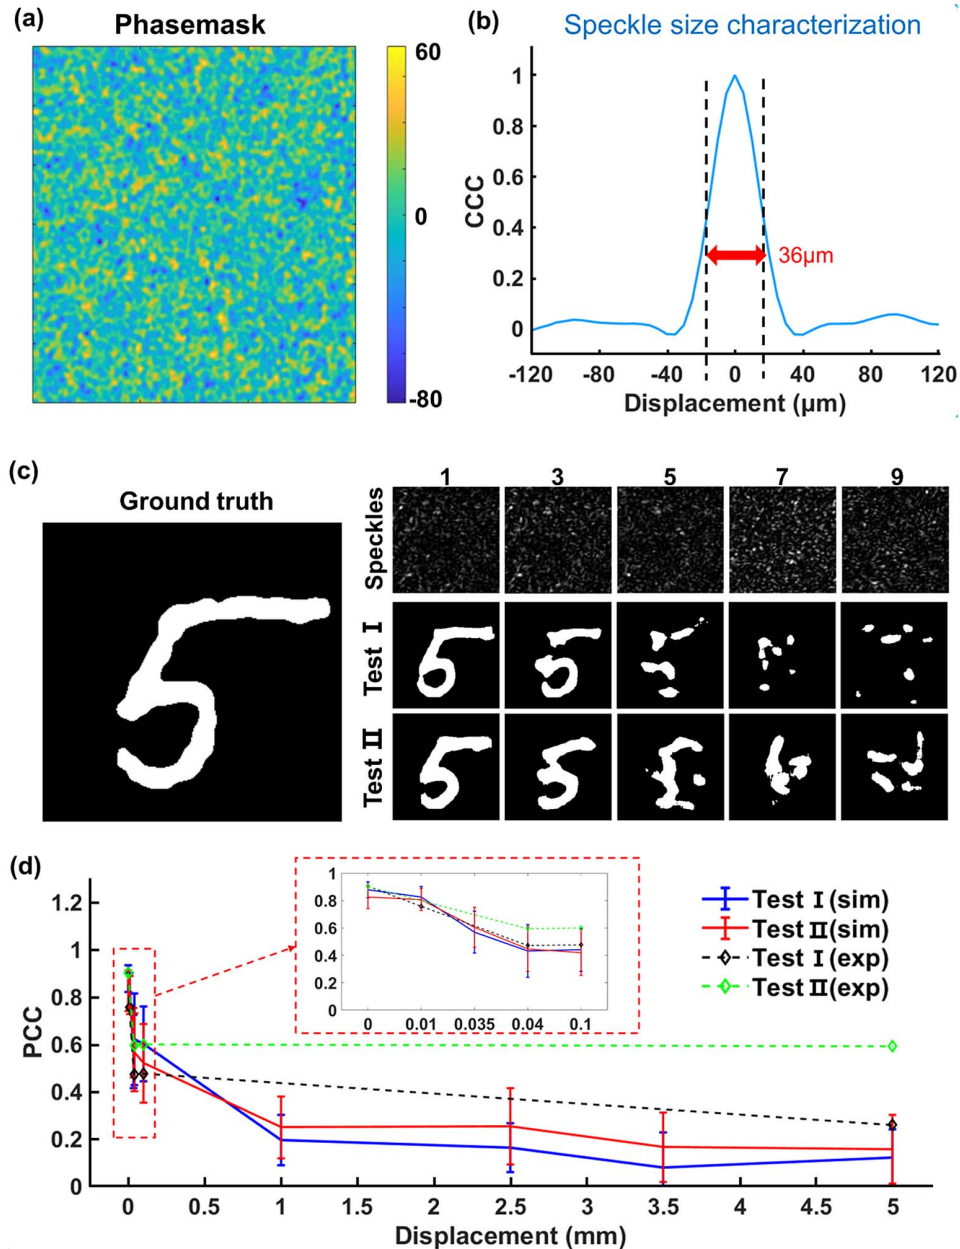 (a)
Phasemask
60
0
-80
(b)
Speckle size characterization
CCC
1
0.8
0.6
0.4
0.2
0
36μm
-120
-80
-40
0
40
80
120
Displacement (μm)
(c)
Ground truth
1
3
5
7
9
Speckles
Test I
Test II
(d)
PCC
1.2
1
0.8
0.6
0.4
0.2
0
1
0.8
0.6
0.4
0.2
0
0
0.01
0.035
0.04
0.1
Test I (sim)
Test II (sim)
Test I (exp)
Test II (exp)
0
0.5
1
1.5
2
2.5
3
3.5
4
4.5
5
Displacement (mm)